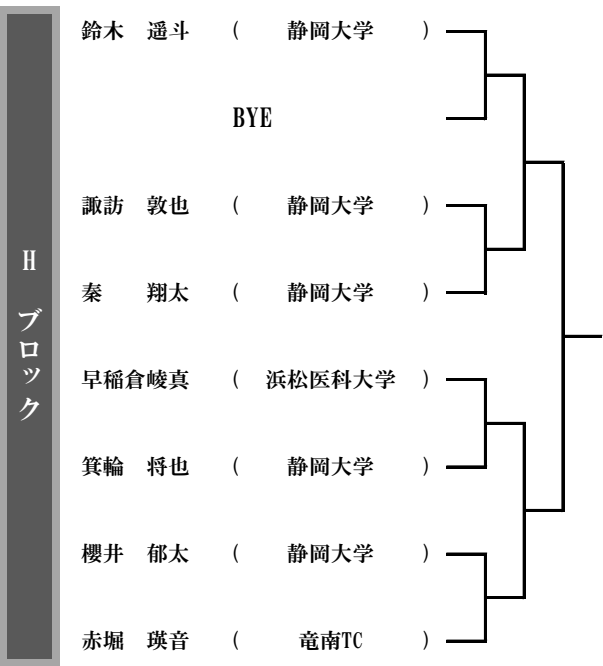 H ブロック
鈴木 遥斗 ( 静岡大学 )
BYE
諏訪 敦也 ( 静岡大学 )
秦 翔太 ( 静岡大学 )
早稲倉崚真 ( 浜松医科大学 )
箕輪 将也 ( 静岡大学 )
櫻井 郁太 ( 静岡大学 )
赤堀 瑛音 ( 竜南TC )